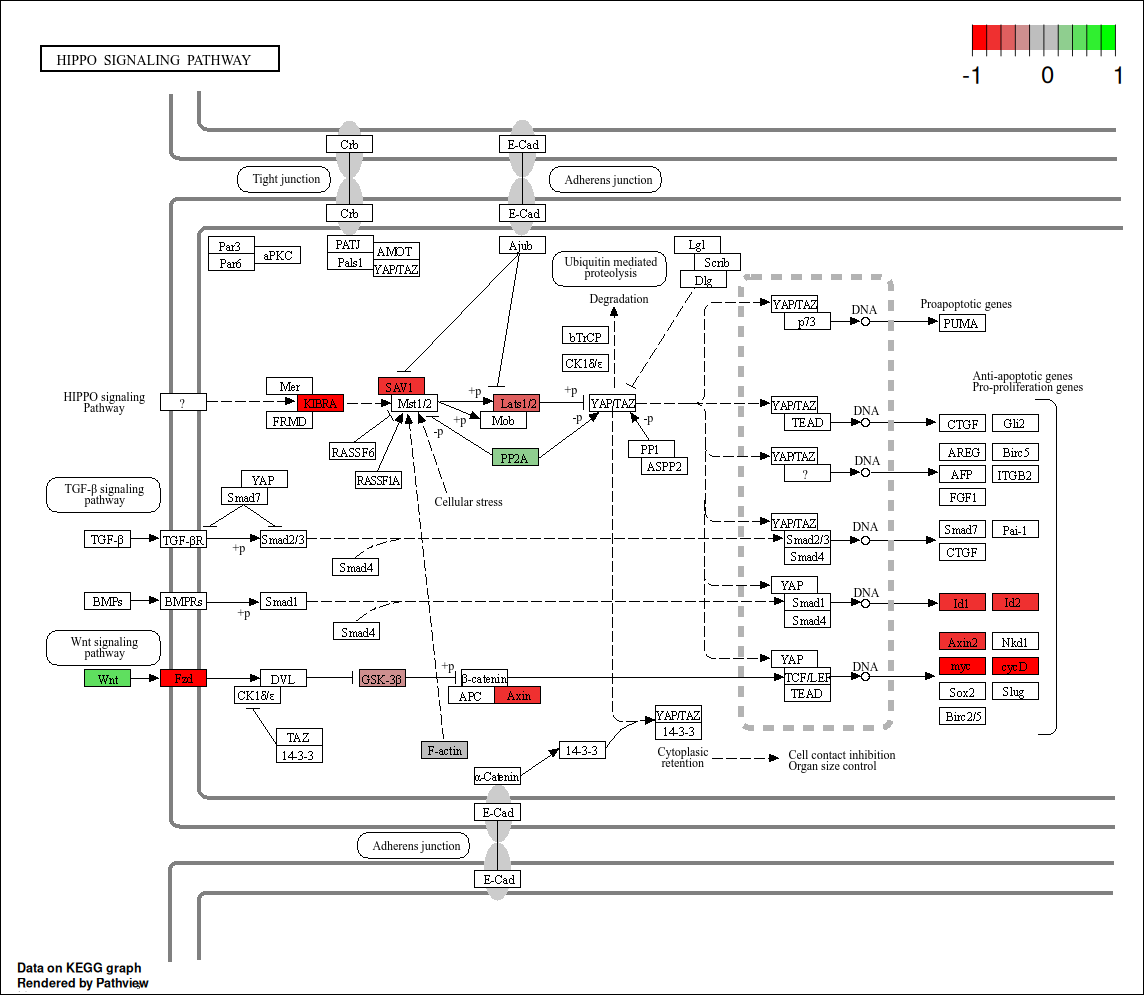 HIPPO SIGNALING PATHWAY
-1 0 1
Crb
E-Cad
Tight junction
Adherens junction
Crb
E-Cad
Par3
Par6
aPKC
PATJ
Pals1
AMOT
YAP/TAZ
Ajub
Ubiquitin mediated
proteolysis
Lgl
Scrib
Dlg
Degradation
bTrCP
CK1δ/ε
YAP/TAZ
p73
DNA
Proapoptotic genes
PUMA
HIPPO signaling
Pathway
?
Mer
KIBRA
FRMD
SAV1
Mst1/2
+p
+p
Lats1/2
Mob
+p
YAP/TAZ
-p
-p
-p
RASSF6
RASSF1A
PP2A
PP1
ASPP2
Cellular stress
Anti-apoptotic genes
Pro-proliferation genes
YAP/TAZ
TEAD
DNA
CTGF
Gli2
YAP/TAZ
?
DNA
AREG
Birc5
AFP
ITGB2
FGF1
TGF-β signaling
pathway
YAP
Smad7
TGF-β
TGF-βR
+p
Smad2/3
Smad4
YAP/TAZ
Smad2/3
Smad4
DNA
Smad7
Pai-1
CTGF
BMPs
BMPRs
+p
Smad1
Smad4
YAP
Smad1
Smad4
DNA
Id1
Id2
Wnt signaling
pathway
Wnt
Fzd
DVL
CK1δ/ε
GSK-3β
+p
β-catenin
APC
Axin
YAP
TCF/LEF
TEAD
DNA
Axin2
Nkd1
myc
cycD
Sox2
Slug
Birc2/5
TAZ
14-3-3
F-actin
14-3-3
YAP/TAZ
14-3-3
Cytoplasmic
retention
Cell contact inhibition
Organ size control
α-Catenin
E-Cad
Adherens junction
E-Cad
Data on KEGG graph
Rendered by Pathview